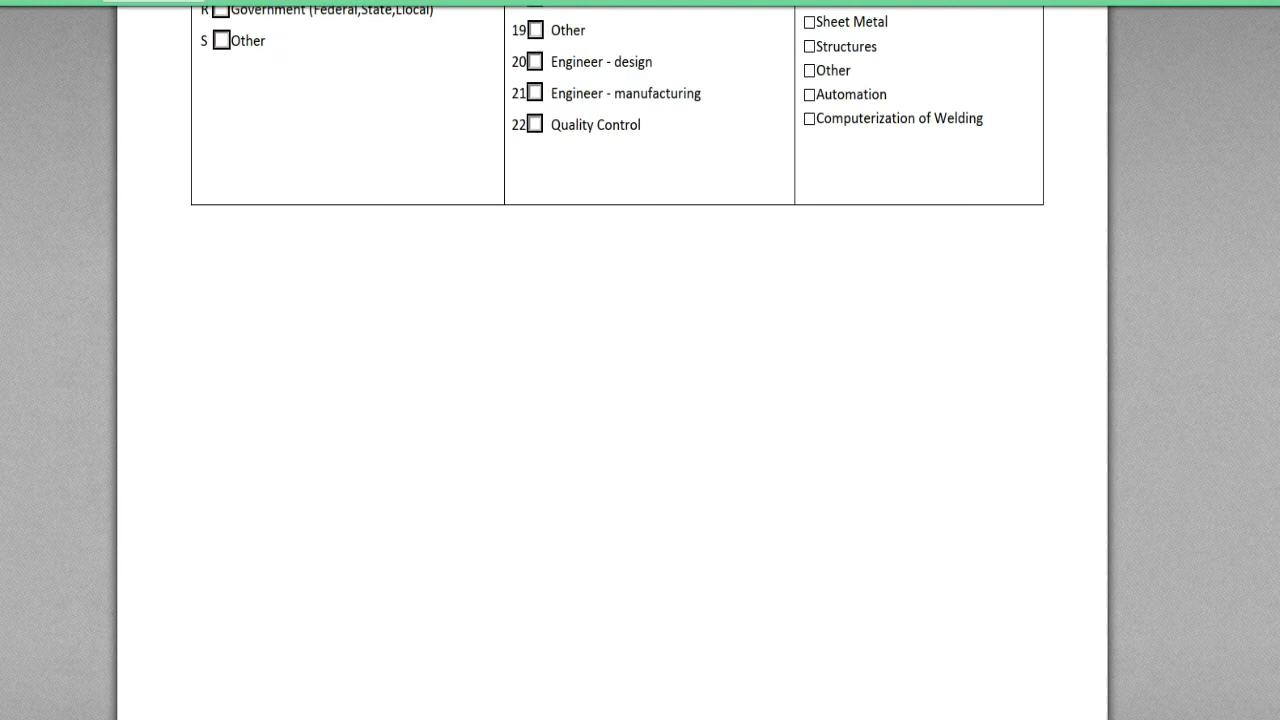 R Government (Federal,State,Llocal)
S Other
19 Other
20 Engineer - design
21 Engineer - manufacturing
22 Quality Control
Sheet Metal
Structures
Other
Automation
Computerization of Welding